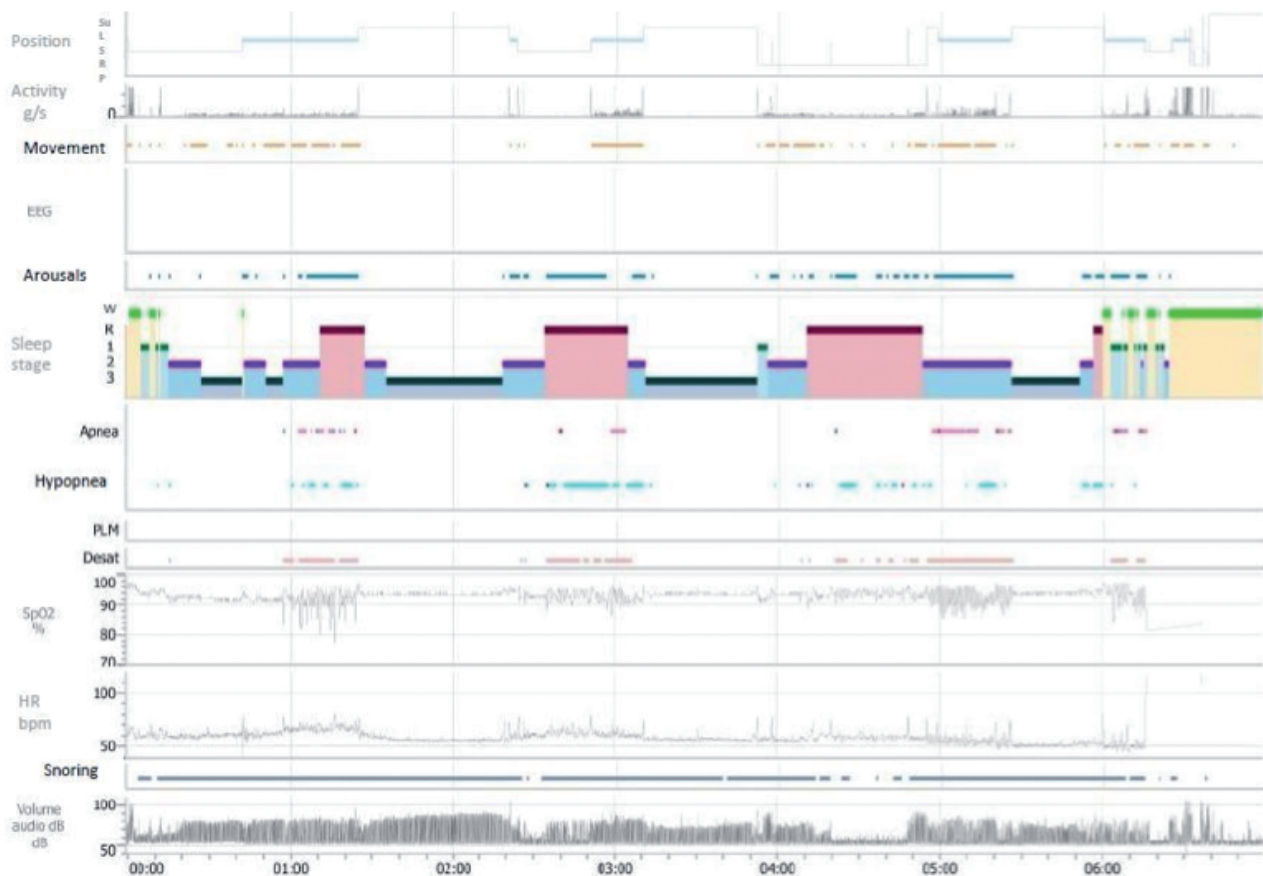 Position
Su
L
S
R
P
Activity
g/s
0
Movement
EEG
Arousals
Sleep
stage
W
R
1
2
3
Apnea
Hypopnea
PLM
Desat
SpO2
%
100
90
80
70
HR
bpm
100
50
Snoring
Volume
audio dB
dB
100
50
00:00 01:00 02:00 03:00 04:00 05:00 06:00